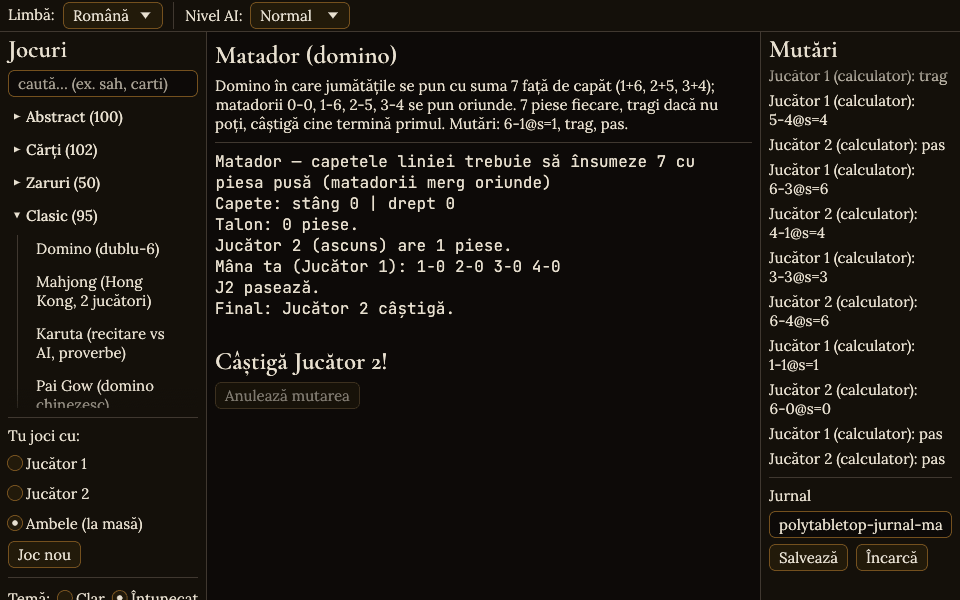 Limbă: Română ▼ Nivel AI: Normal ▼
Jocuri
caută... (ex. sah, carti)
▸ Abstract (100)
▸ Cărți (102)
▸ Zaruri (50)
▾ Clasic (95)
Domino (dublu-6)
Mahjong (Hong
Kong, 2 jucători)
Karuta (recitare vs
AI, proverbe)
Pai Gow (domino
chinezesc)
Tu joci cu:
Jucător 1
Jucător 2
Ambele (la masă)
Joc nou
Temă: Clar Întunecat
Matador (domino)
Domino în care jumătățile se pun cu suma 7 față de capăt (1+6, 2+5, 3+4);
matadorii 0-0, 1-6, 2-5, 3-4 se pun oriunde. 7 piese fiecare, tragi dacă nu
poți, câștigă cine termină primul. Mutări: 6-1@s=1, trag, pas.
Matador — capetele liniei trebuie să însumeze 7 cu
piesa pusă (matadorii merg oriunde)
Capete: stâng 0 | drept 0
Talon: 0 piese.
Jucător 2 (ascuns) are 1 piese.
Mâna ta (Jucător 1): 1-0 2-0 3-0 4-0
J2 pasează.
Final: Jucător 2 câștigă.
Câștigă Jucător 2!
Anulează mutarea
Mutări
Jucător 1 (calculator): trag
Jucător 1 (calculator):
5-4@s=4
Jucător 2 (calculator): pas
Jucător 1 (calculator):
6-3@s=6
Jucător 2 (calculator):
4-1@s=4
Jucător 1 (calculator):
3-3@s=3
Jucător 2 (calculator):
6-4@s=6
Jucător 1 (calculator):
1-1@s=1
Jucător 2 (calculator):
6-0@s=0
Jucător 1 (calculator): pas
Jucător 2 (calculator): pas
Jurnal
polytabletop-jurnal-ma
Salvează Încarcă